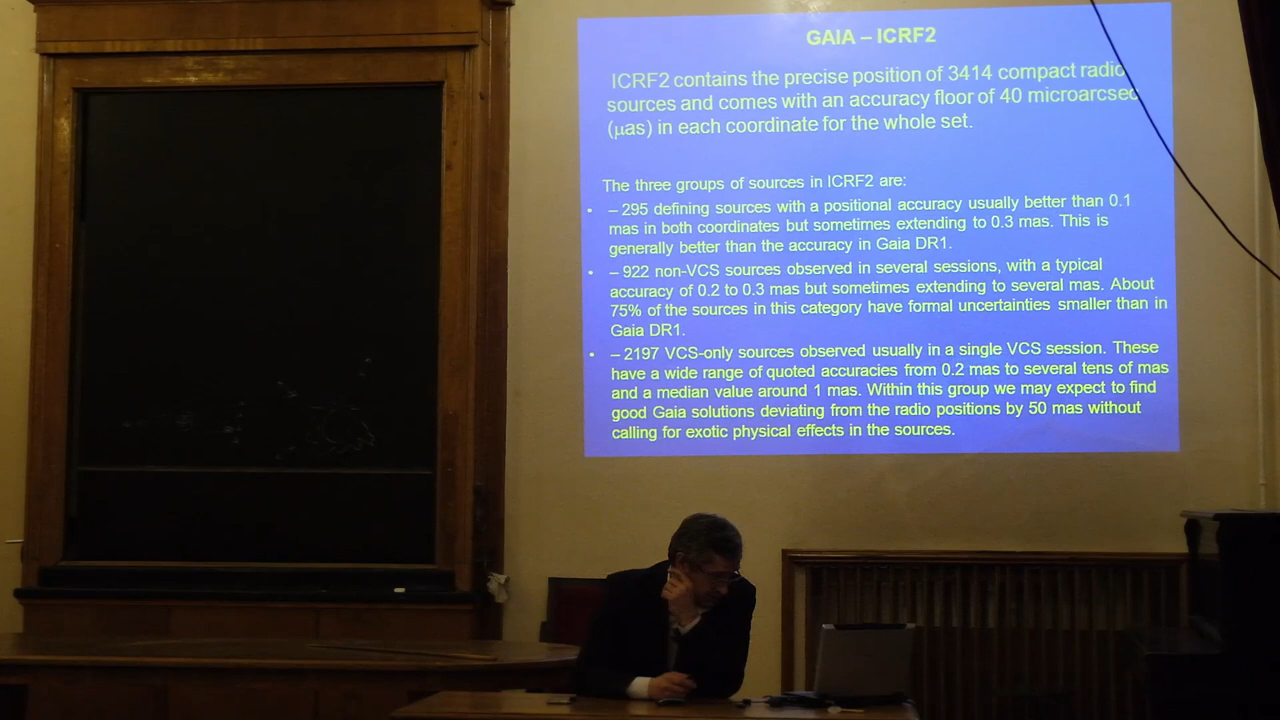 GAIA – ICRF2
ICRF2 contains the precise position of 3414 compact radio
sources and comes with an accuracy floor of 40 microarcsec
(μas) in each coordinate for the whole set.
The three groups of sources in ICRF2 are:
• – 295 defining sources with a positional accuracy usually better than 0.1
mas in both coordinates but sometimes extending to 0.3 mas. This is
generally better than the accuracy in Gaia DR1.
• – 922 non-VCS sources observed in several sessions, with a typical
accuracy of 0.2 to 0.3 mas but sometimes extending to several mas. About
75% of the sources in this category have formal uncertainties smaller than in
Gaia DR1.
• – 2197 VCS-only sources observed usually in a single VCS session. These
have a wide range of quoted accuracies from 0.2 mas to several tens of mas
and a median value around 1 mas. Within this group we may expect to find
good Gaia solutions deviating from the radio positions by 50 mas without
calling for exotic physical effects in the sources.